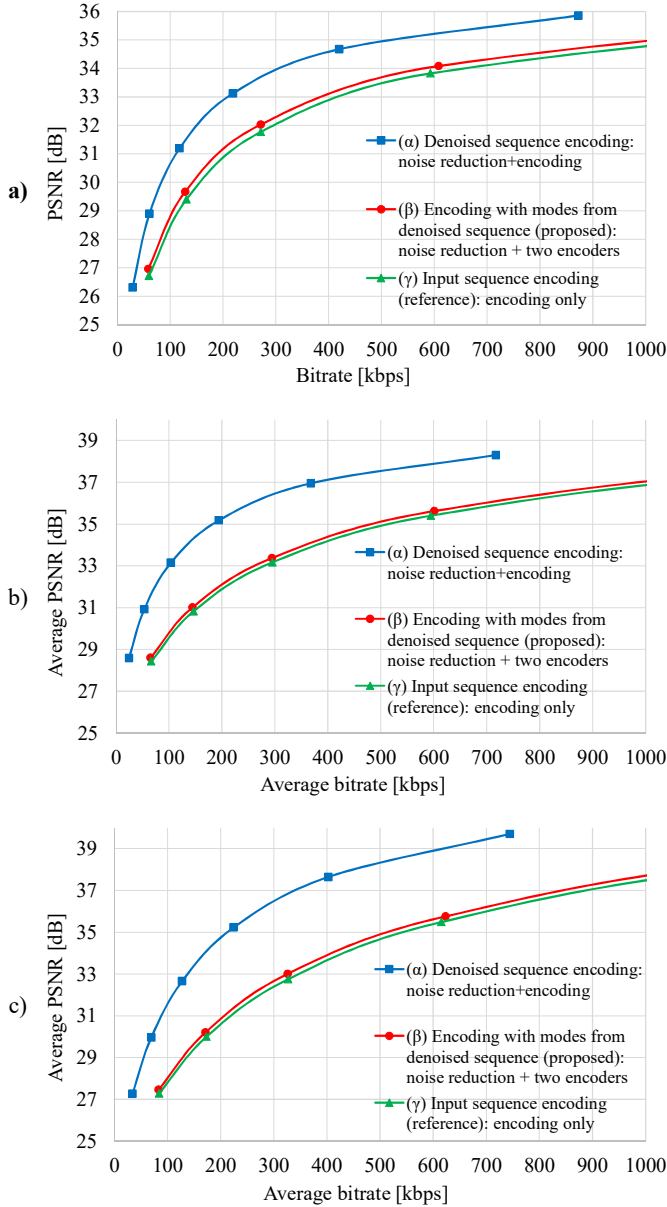 a)
PSNR [dB]
36
35
34
33
32
31
30
29
28
27
26
25
(α) Denoised sequence encoding:
noise reduction+encoding
(β) Encoding with modes from
denoised sequence (proposed):
noise reduction + two encoders
(γ) Input sequence encoding
(reference): encoding only
0 100 200 300 400 500 600 700 800 900 1000
Bitrate [kbps]
b)
Average PSNR [dB]
39
37
35
33
31
29
27
25
(α) Denoised sequence encoding:
noise reduction+encoding
(β) Encoding with modes from
denoised sequence (proposed):
noise reduction + two encoders
(γ) Input sequence encoding
(reference): encoding only
0 100 200 300 400 500 600 700 800 900 1000
Average bitrate [kbps]
c)
Average PSNR [dB]
39
37
35
33
31
29
27
25
(α) Denoised sequence encoding:
noise reduction+encoding
(β) Encoding with modes from
denoised sequence (proposed):
noise reduction + two encoders
(γ) Input sequence encoding
(reference): encoding only
0 100 200 300 400 500 600 700 800 900 1000
Average bitrate [kbps]